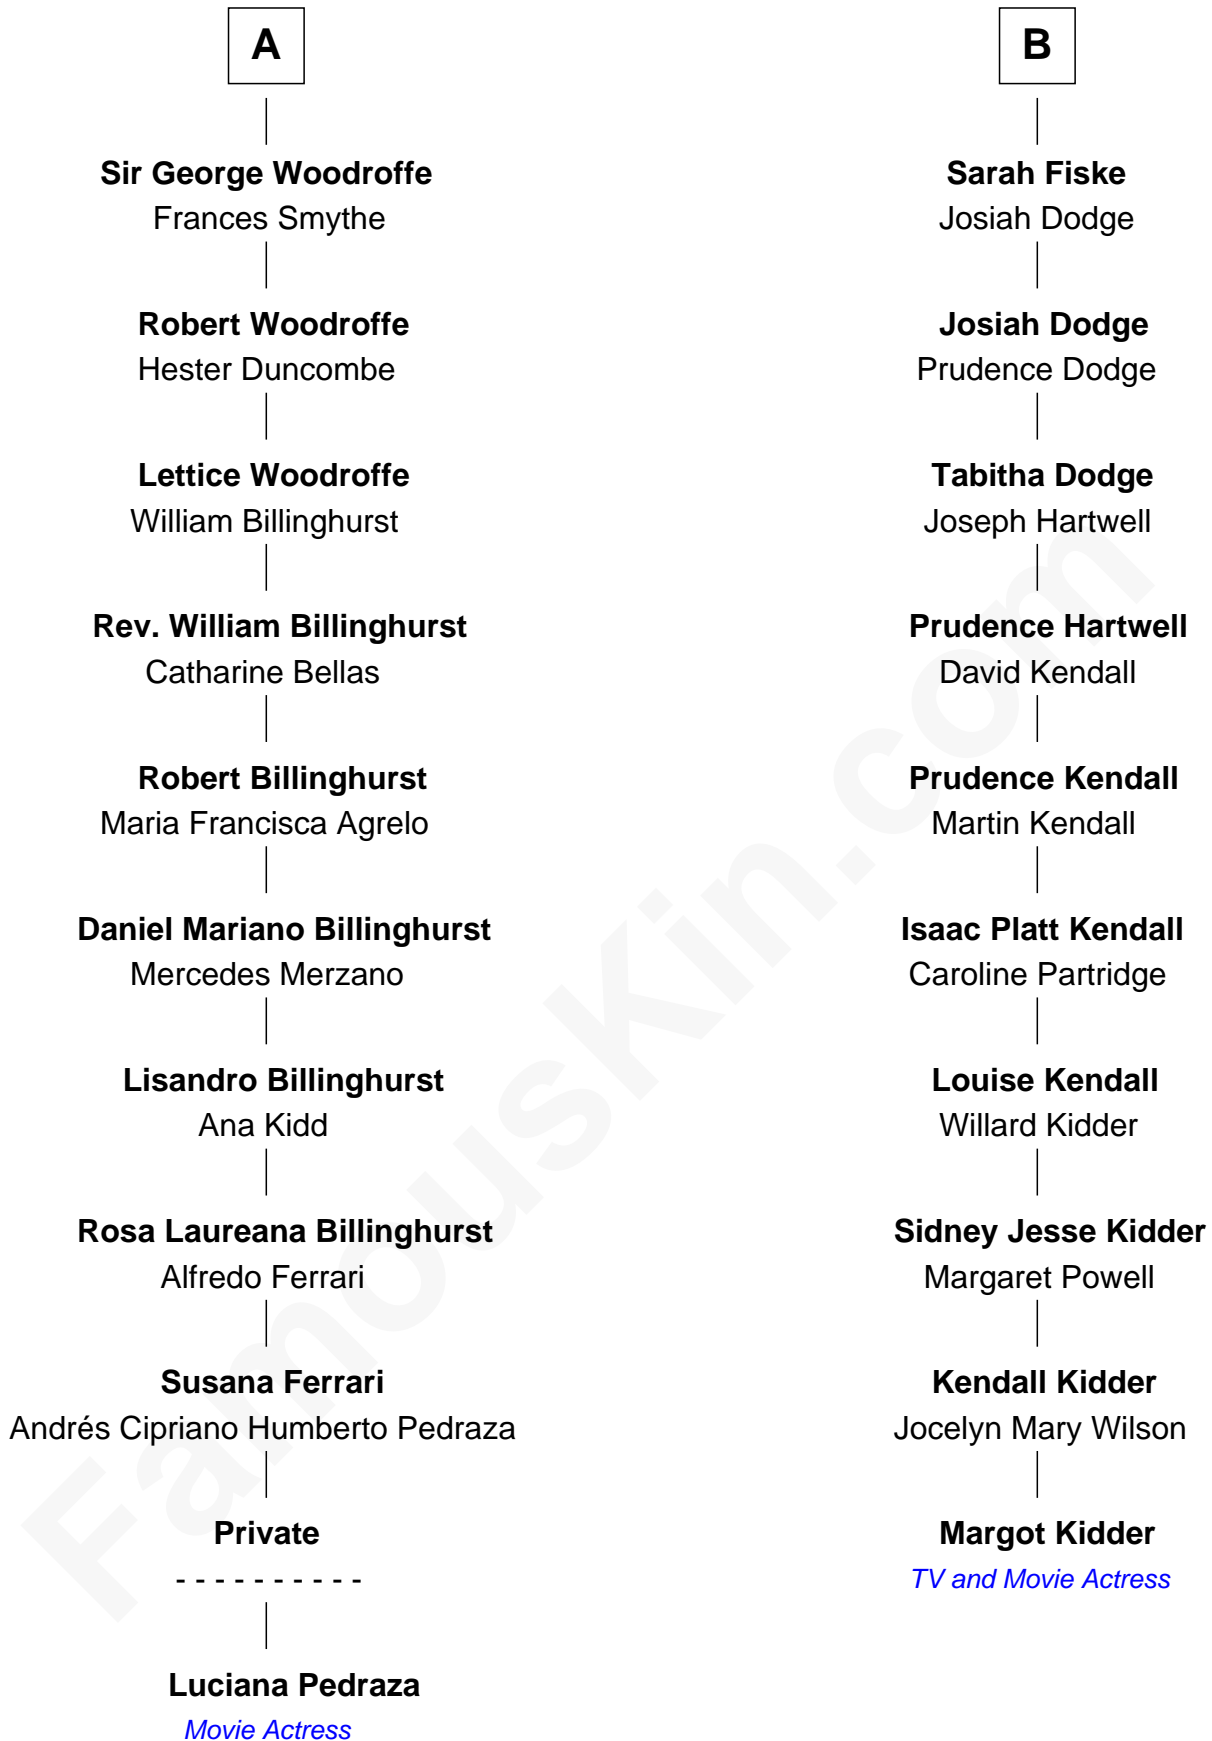 A
Sir George Woodroffe
Frances Smythe
Robert Woodroffe
Hester Duncombe
Lettice Woodroffe
William Billinghurst
Rev. William Billinghurst
Catharine Bellas
Robert Billinghurst
Maria Francisca Agrelo
Daniel Mariano Billinghurst
Mercedes Merzano
Lisandro Billinghurst
Ana Kidd
Rosa Laureana Billinghurst
Alfredo Ferrari
Susana Ferrari
Andrés Cipriano Humberto Pedraza
Private
- - - - - - - - - -
Luciana Pedraza
Movie Actress
B
Sarah Fiske
Josiah Dodge
Josiah Dodge
Prudence Dodge
Tabitha Dodge
Joseph Hartwell
Prudence Hartwell
David Kendall
Prudence Kendall
Martin Kendall
Isaac Platt Kendall
Caroline Partridge
Louise Kendall
Willard Kidder
Sidney Jesse Kidder
Margaret Powell
Kendall Kidder
Jocelyn Mary Wilson
Margot Kidder
TV and Movie Actress
FamousKin.com